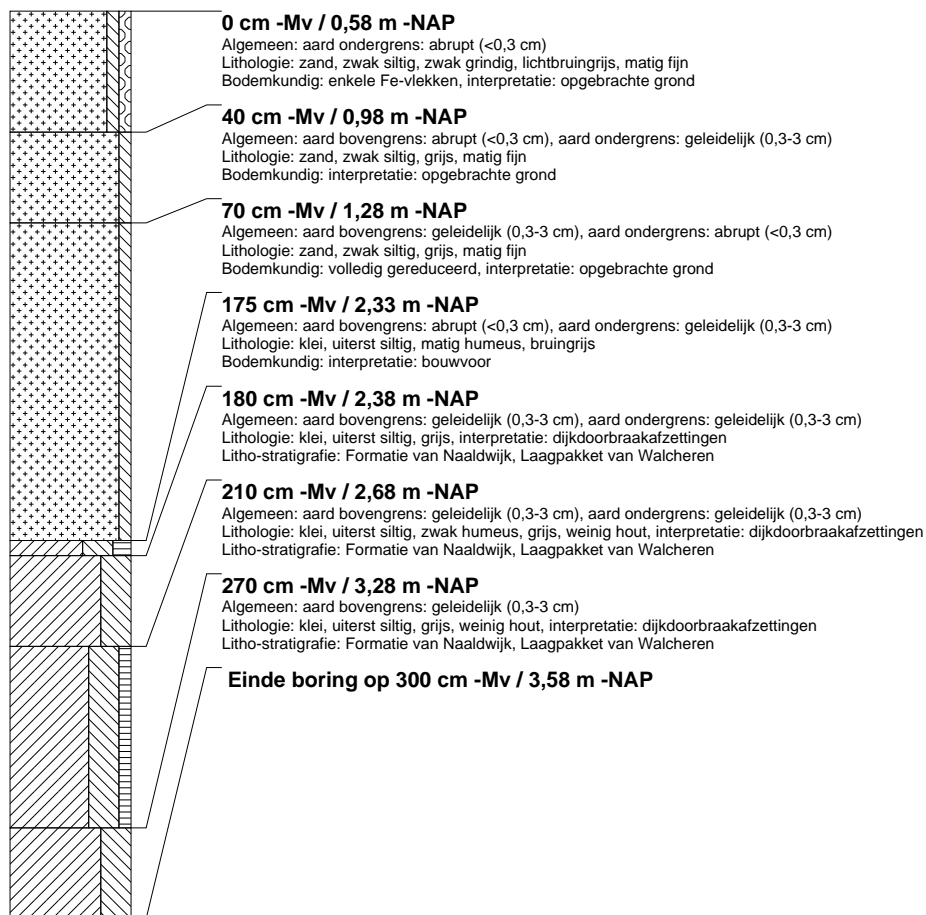 0 cm -Mv / 0,58 m -NAP
Algemeen: aard ondergrens: abrupt (<0,3 cm)
Lithologie: zand, zwak siltig, zwak grindig, lichtbruingrijs, matig fijn
Bodemkundig: enkele Fe-vlekken, interpretatie: opgebrachte grond
40 cm -Mv / 0,98 m -NAP
Algemeen: aard bovengrens: abrupt (<0,3 cm), aard ondergrens: geleidelijk (0,3-3 cm)
Lithologie: zand, zwak siltig, grijs, matig fijn
Bodemkundig: interpretatie: opgebrachte grond
70 cm -Mv / 1,28 m -NAP
Algemeen: aard bovengrens: geleidelijk (0,3-3 cm), aard ondergrens: abrupt (<0,3 cm)
Lithologie: zand, zwak siltig, grijs, matig fijn
Bodemkundig: volledig gereduceerd, interpretatie: opgebrachte grond
175 cm -Mv / 2,33 m -NAP
Algemeen: aard bovengrens: abrupt (<0,3 cm), aard ondergrens: geleidelijk (0,3-3 cm)
Lithologie: klei, uiterst siltig, matig humeus, bruingrijs
Bodemkundig: interpretatie: bouwvoor
180 cm -Mv / 2,38 m -NAP
Algemeen: aard bovengrens: geleidelijk (0,3-3 cm), aard ondergrens: geleidelijk (0,3-3 cm)
Lithologie: klei, uiterst siltig, grijs, interpretatie: dijkdoorbraakafzettingen
Litho-stratigrafie: Formatie van Naaldwijk, Laagpakket van Walcheren
210 cm -Mv / 2,68 m -NAP
Algemeen: aard bovengrens: geleidelijk (0,3-3 cm), aard ondergrens: geleidelijk (0,3-3 cm)
Lithologie: klei, uiterst siltig, zwak humeus, grijs, weinig hout, interpretatie: dijkdoorbraakafzettingen
Litho-stratigrafie: Formatie van Naaldwijk, Laagpakket van Walcheren
270 cm -Mv / 3,28 m -NAP
Algemeen: aard bovengrens: geleidelijk (0,3-3 cm)
Lithologie: klei, uiterst siltig, grijs, weinig hout, interpretatie: dijkdoorbraakafzettingen
Litho-stratigrafie: Formatie van Naaldwijk, Laagpakket van Walcheren
Einde boring op 300 cm -Mv / 3,58 m -NAP